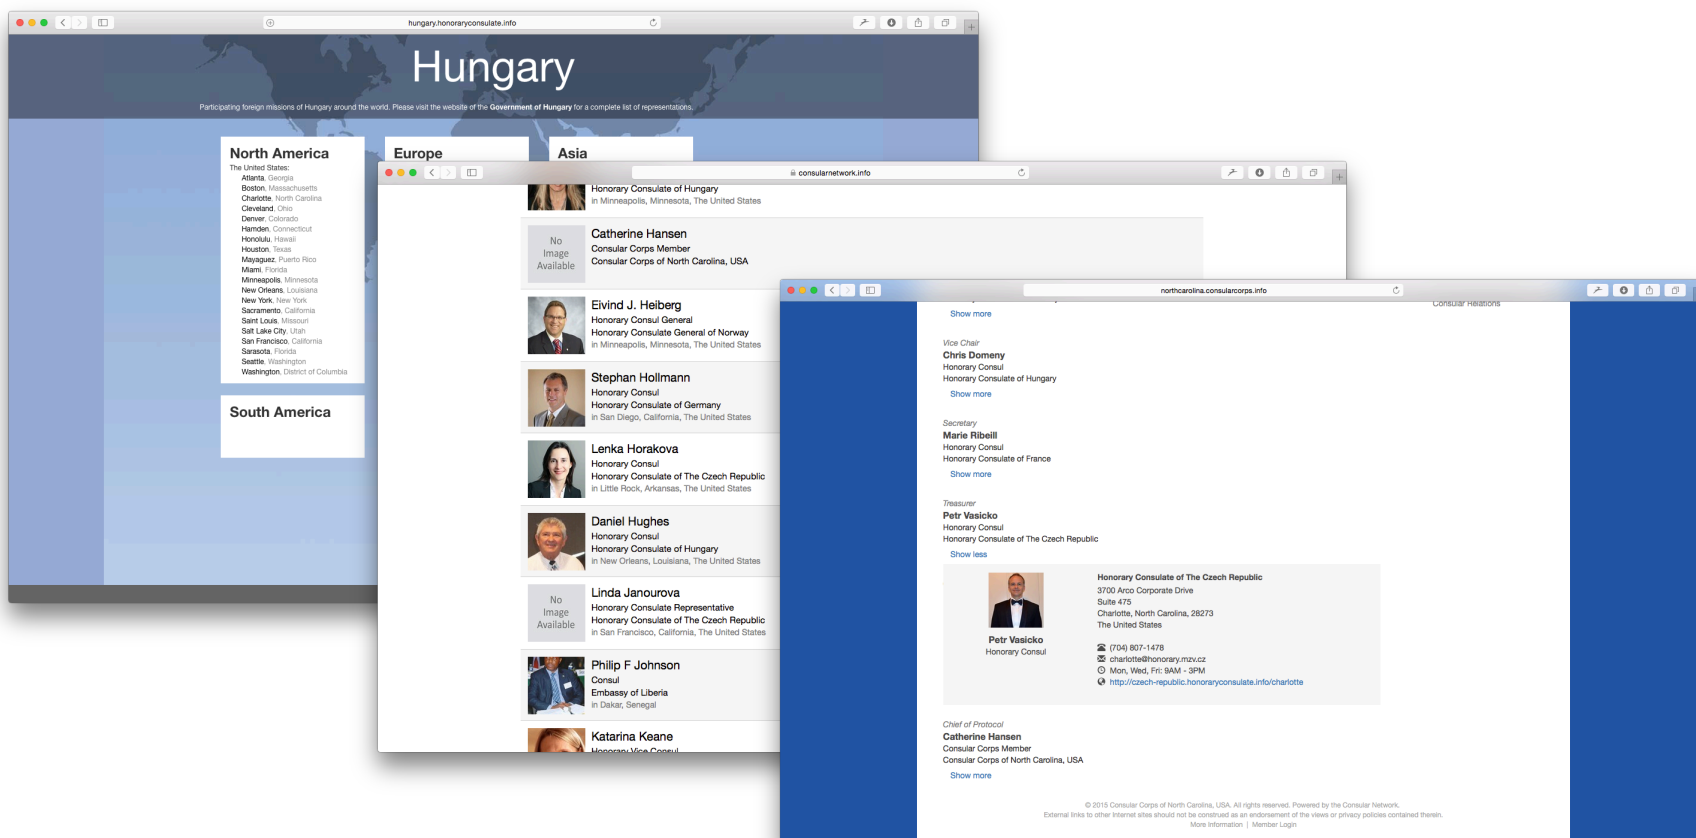 hungary.honoraryconsulate.info
Hungary
Participating foreign missions of Hungary around the world. Please visit the website of the Government of Hungary for a complete list of representations.
North America
The United States:
Atlanta, Georgia
Boston, Massachusetts
Charlotte, North Carolina
Cleveland, Ohio
Denver, Colorado
Hamden, Connecticut
Honolulu, Hawaii
Houston, Texas
Mayaguez, Puerto Rico
Miami, Florida
Minneapolis, Minnesota
New Orleans, Louisiana
New York, New York
Sacramento, California
Saint Louis, Missouri
Salt Lake City, Utah
San Francisco, California
Sarasota, Florida
Seattle, Washington
Washington, District of Columbia
South America
Europe
Asia
consularnetwork.info
Honorary Consulate of Hungary
in Minneapolis, Minnesota, The United States
No
Image
Available
Catherine Hansen
Consular Corps Member
Consular Corps of North Carolina, USA
Eivind J. Heiberg
Honorary Consul General
Honorary Consulate General of Norway
in Minneapolis, Minnesota, The United States
Stephan Hollmann
Honorary Consul
Honorary Consulate of Germany
in San Diego, California, The United States
Lenka Horakova
Honorary Consul
Honorary Consulate of The Czech Republic
in Little Rock, Arkansas, The United States
Daniel Hughes
Honorary Consul
Honorary Consulate of Hungary
in New Orleans, Louisiana, The United States
No
Image
Available
Linda Janourova
Honorary Consulate Representative
Honorary Consulate of The Czech Republic
in San Francisco, California, The United States
Philip F Johnson
Consul
Embassy of Liberia
in Dakar, Senegal
Katarina Keane
Honorary Vice Consul
northcarolina.consularcorps.info
Consular Relations
Show more
Vice Chair
Chris Domeny
Honorary Consul
Honorary Consulate of Hungary
Show more
Secretary
Marie Ribeill
Honorary Consul
Honorary Consulate of France
Show more
Treasurer
Petr Vasicko
Honorary Consul
Honorary Consulate of The Czech Republic
Show less
Petr Vasicko
Honorary Consul
Honorary Consulate of The Czech Republic
3700 Arco Corporate Drive
Suite 475
Charlotte, North Carolina, 28273
The United States
(704) 807-1478
charlotte@honorary.mzv.cz
Mon, Wed, Fri: 9AM - 3PM
http://czech-republic.honoraryconsulate.info/charlotte
Chief of Protocol
Catherine Hansen
Consular Corps Member
Consular Corps of North Carolina, USA
Show more
© 2015 Consular Corps of North Carolina, USA. All rights reserved. Powered by the Consular Network.
External links to other Internet sites should not be construed as an endorsement of the views or privacy policies contained therein.
More Information | Member Login